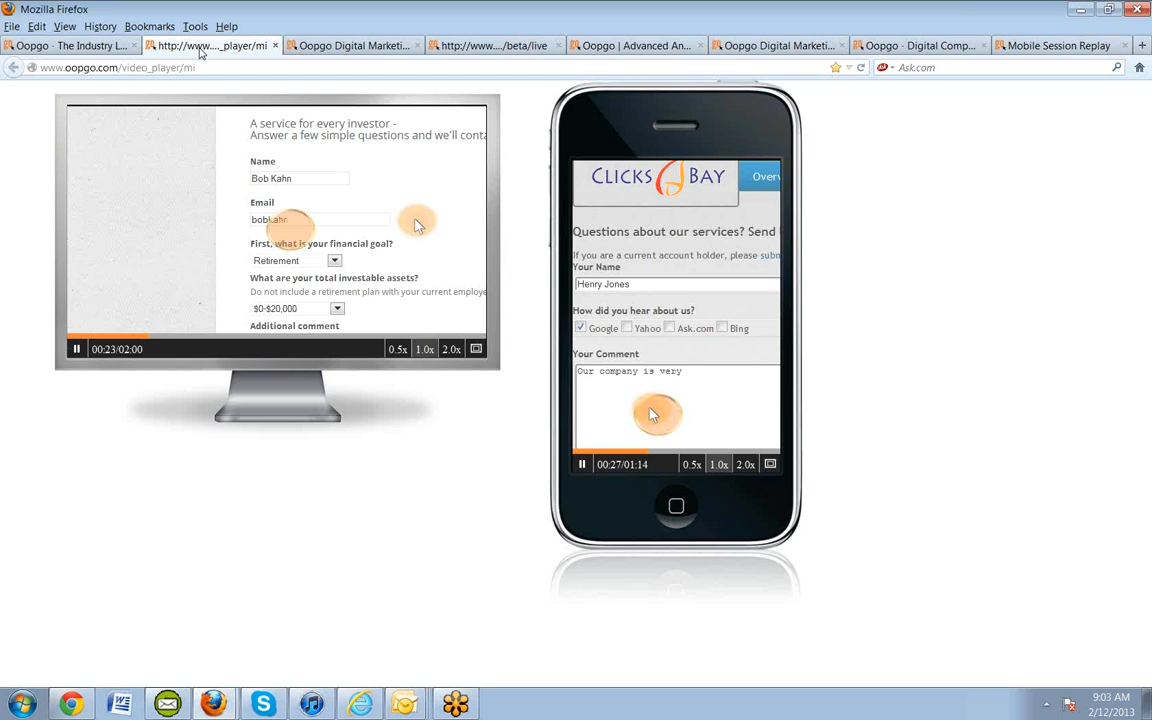 Mozilla Firefox
File Edit View History Bookmarks Tools Help
Oopgo · The Industry L... × http://www...._player/mi × Oopgo Digital Marketi... × http://www..../beta/live × Oopgo | Advanced An... × Oopgo Digital Marketi... × Oopgo · Digital Comp... × Mobile Session Replay × +
www.oopgo.com/video_player/mi
Ask.com
A service for every investor -
Answer a few simple questions and we'll conta
Name
Bob Kahn
Email
bobkahn
First, what is your financial goal?
Retirement
What are your total investable assets?
Do not include a retirement plan with your current employe
$0-$20,000
Additional comment
00:23/02:00 0.5x 1.0x 2.0x
CLICKS BAY
Overv
Questions about our services? Send
If you are a current account holder, please subm
Your Name
Henry Jones
How did you hear about us?
Google Yahoo Ask.com Bing
Your Comment
Our company is very
00:27/01:14 0.5x 1.0x 2.0x
9:03 AM
2/12/2013